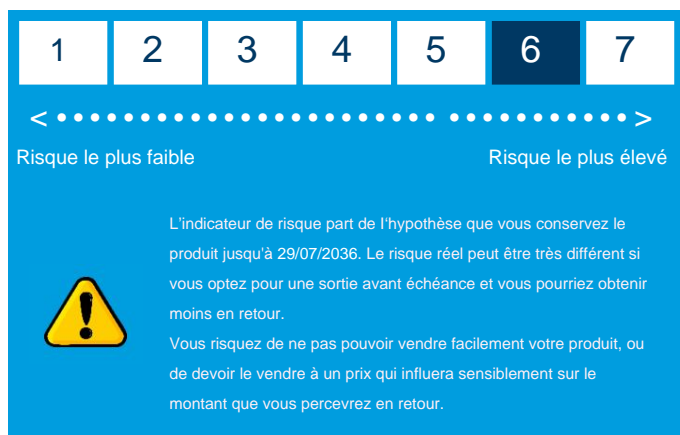 1 2 3 4 5 6 7
Risque le plus faible Risque le plus élevé
L'indicateur de risque part de l'hypothèse que vous conservez le
produit jusqu'à 29/07/2036. Le risque réel peut être très différent si
vous optez pour une sortie avant échéance et vous pourriez obtenir
moins en retour.
Vous risquez de ne pas pouvoir vendre facilement votre produit, ou
de devoir le vendre à un prix qui influera sensiblement sur le
montant que vous percevrez en retour.